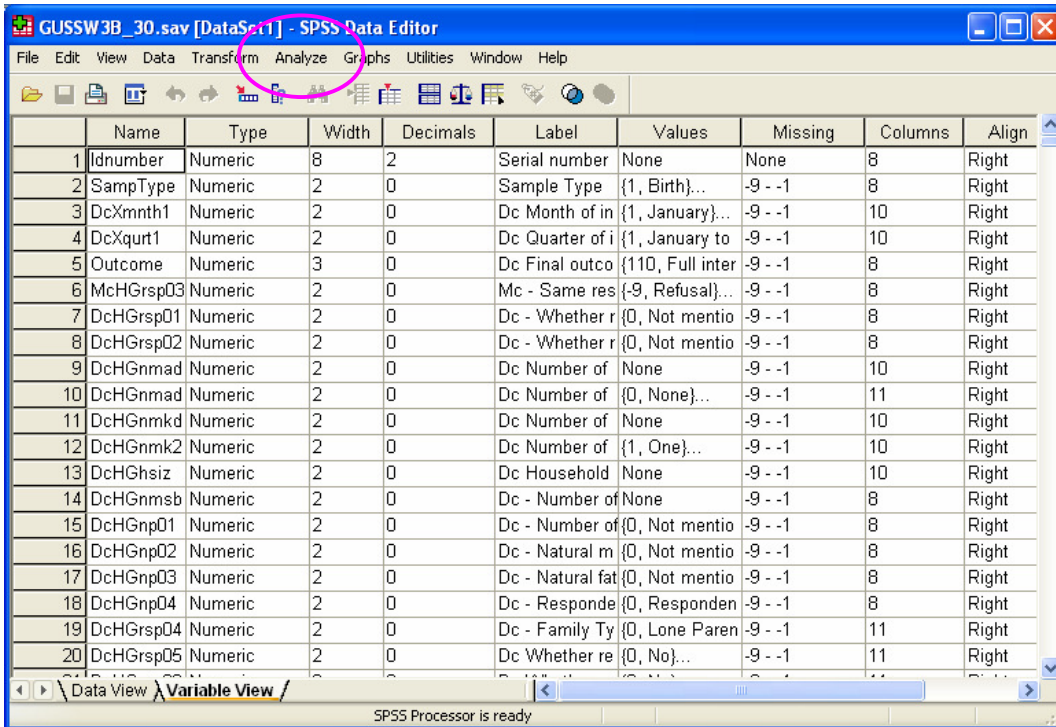 GUSSW3B_30.sav [DataSet1] - SPSS Data Editor
File Edit View Data Transform Analyze Graphs Utilities Window Help
Name Type Width Decimals Label Values Missing Columns Align
1 Idnumber Numeric 8 2 Serial number None None 8 Right
2 SampType Numeric 2 0 Sample Type {1, Birth}... -9 - -1 8 Right
3 DcXmnth1 Numeric 2 0 Dc Month of in {1, January}... -9 - -1 10 Right
4 DcXqurt1 Numeric 2 0 Dc Quarter of i {1, January to -9 - -1 10 Right
5 Outcome Numeric 3 0 Dc Final outco {110, Full inter -9 - -1 8 Right
6 McHGrsp03 Numeric 2 0 Mc - Same res {-9, Refusal}... -9 - -1 8 Right
7 DcHGrsp01 Numeric 2 0 Dc - Whether r {0, Not mentio -9 - -1 8 Right
8 DcHGrsp02 Numeric 2 0 Dc - Whether r {0, Not mentio -9 - -1 8 Right
9 DcHGnmad Numeric 2 0 Dc Number of None -9 - -1 10 Right
10 DcHGnmad Numeric 2 0 Dc Number of {0, None}... -9 - -1 11 Right
11 DcHGnmkd Numeric 2 0 Dc Number of None -9 - -1 10 Right
12 DcHGnmk2 Numeric 2 0 Dc Number of {1, One}... -9 - -1 10 Right
13 DcHGhsiz Numeric 2 0 Dc Household None -9 - -1 10 Right
14 DcHGnmsb Numeric 2 0 Dc - Number of None -9 - -1 8 Right
15 DcHGnp01 Numeric 2 0 Dc - Number of {0, Not mentio -9 - -1 8 Right
16 DcHGnp02 Numeric 2 0 Dc - Natural m {0, Not mentio -9 - -1 8 Right
17 DcHGnp03 Numeric 2 0 Dc - Natural fat {0, Not mentio -9 - -1 8 Right
18 DcHGnp04 Numeric 2 0 Dc - Responde {0, Responden -9 - -1 8 Right
19 DcHGrsp04 Numeric 2 0 Dc - Family Ty {0, Lone Paren -9 - -1 11 Right
20 DcHGrsp05 Numeric 2 0 Dc Whether re {0, No}... -9 - -1 11 Right
Data View Variable View
SPSS Processor is ready